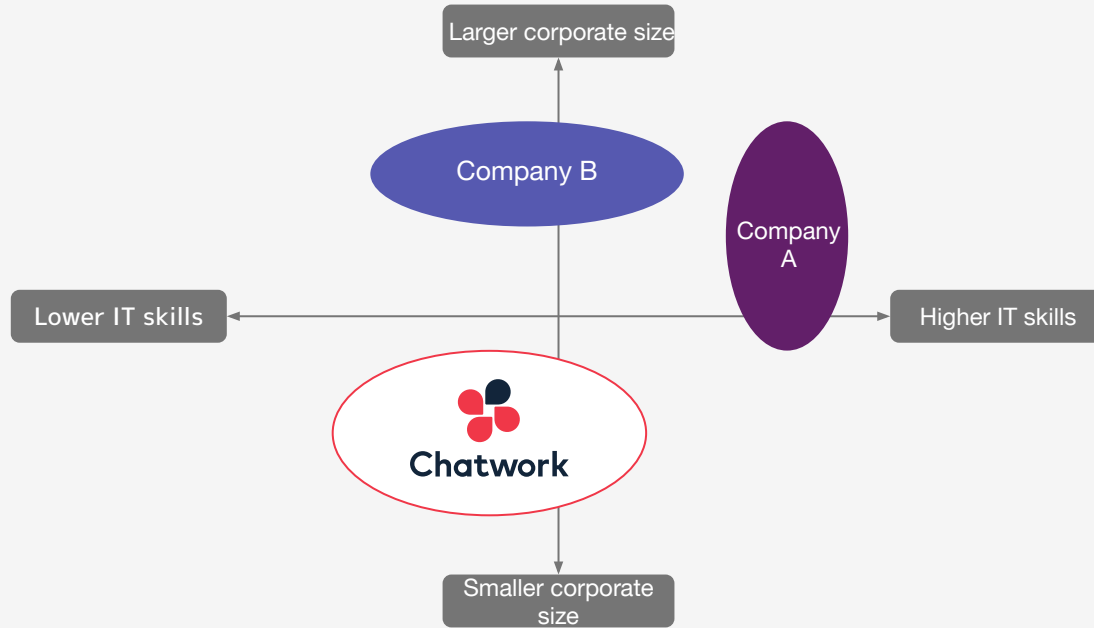 Larger corporate size
Company B
Company
A
Lower IT skills
Higher IT skills
Chatwork
Smaller corporate
size